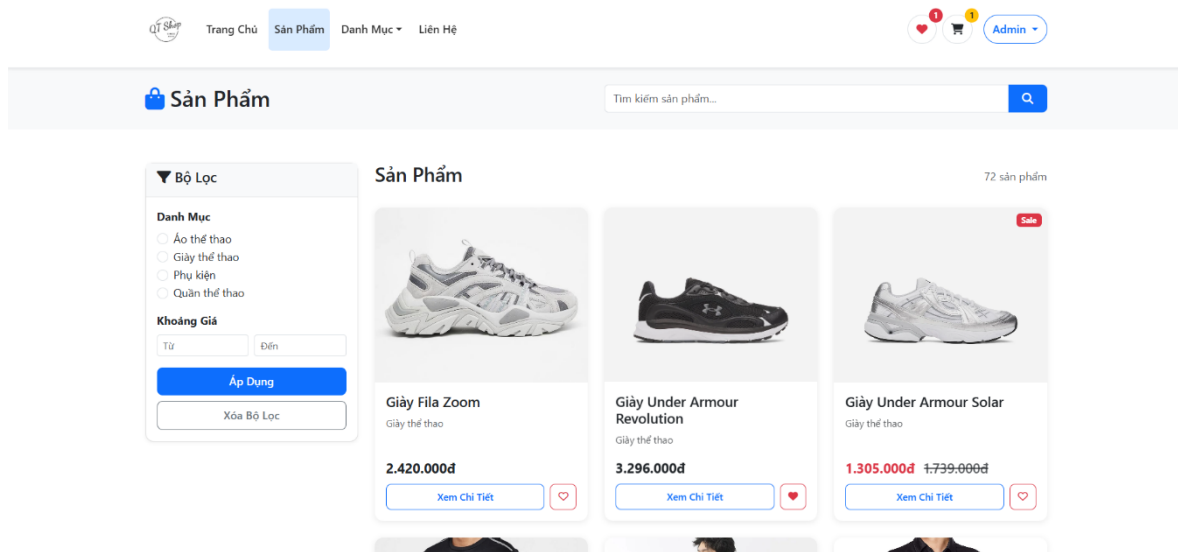 QT Shop
Trang Chủ Sản Phẩm Danh Mục Liên Hệ 1 1 Admin
Sản Phẩm
Tìm kiếm sản phẩm...
Bộ Lọc
Danh Mục
Áo thể thao
Giày thể thao
Phụ kiện
Quần thể thao
Khoảng Giá
Từ Đến
Áp Dụng
Xóa Bộ Lọc
Sản Phẩm
72 sản phẩm
Giày Fila Zoom
Giày thể thao
2.420.000đ
Xem Chi Tiết
Giày Under Armour
Revolution
Giày thể thao
3.296.000đ
Xem Chi Tiết
Sale
Giày Under Armour Solar
Giày thể thao
1.305.000đ 1.739.000đ
Xem Chi Tiết